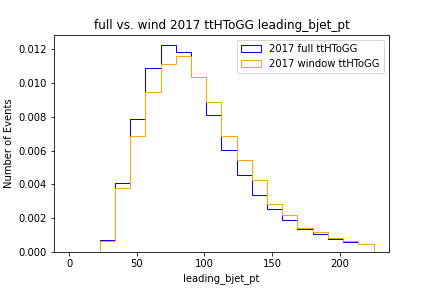 full vs. wind 2017 ttHToGG leading_bjet_pt
2017 full ttHToGG
2017 window ttHToGG
Number of Events
0.012
0.010
0.008
0.006
0.004
0.002
0.000
0 50 100 150 200
leading_bjet_pt